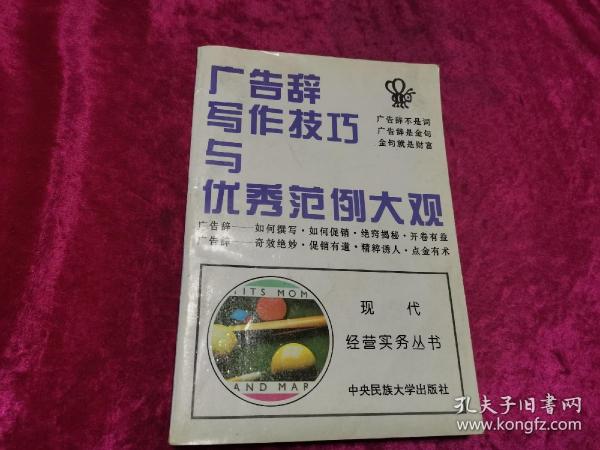 广告辞
写作技巧
与
优秀范例大观
广告辞不是词
广告辞是金句
金句就是财富
广告辞——如何撰写·如何促销·绝窍揭秘·开卷有益
广告辞——奇效绝妙·促销有道·精粹诱人·点金有术
ITS MOM
AND MAR
现代
经营实务丛书
中央民族大学出版社
孔夫子旧书网
www.kongfz.com